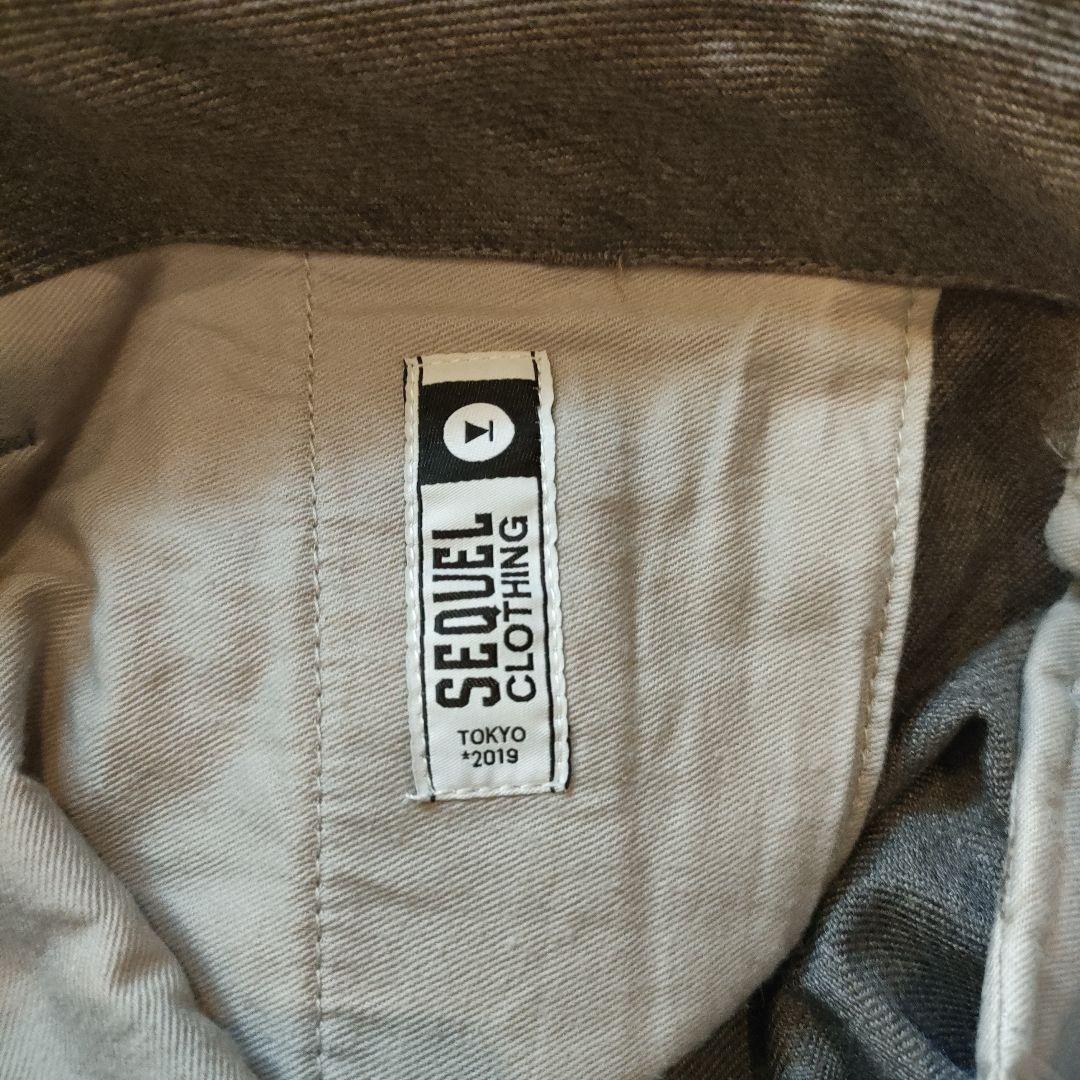 SEQUEL
CLOTHING
TOKYO
*2019